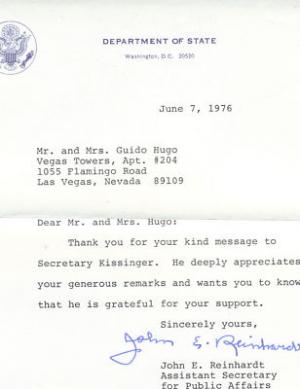 DEPARTMENT OF STATE
Washington, D.C. 20520
June 7, 1976
Mr. and Mrs. Guido Hugo
Vegas Towers, Apt. #204
1055 Flamingo Road
Las Vegas, Nevada 89109
Dear Mr. and Mrs. Hugo:
Thank you for your kind message to
Secretary Kissinger. He deeply appreciates
your generous remarks and wants you to know
that he is grateful for your support.
Sincerely yours,
John E. Reinhardt
John E. Reinhardt
Assistant Secretary
for Public Affairs